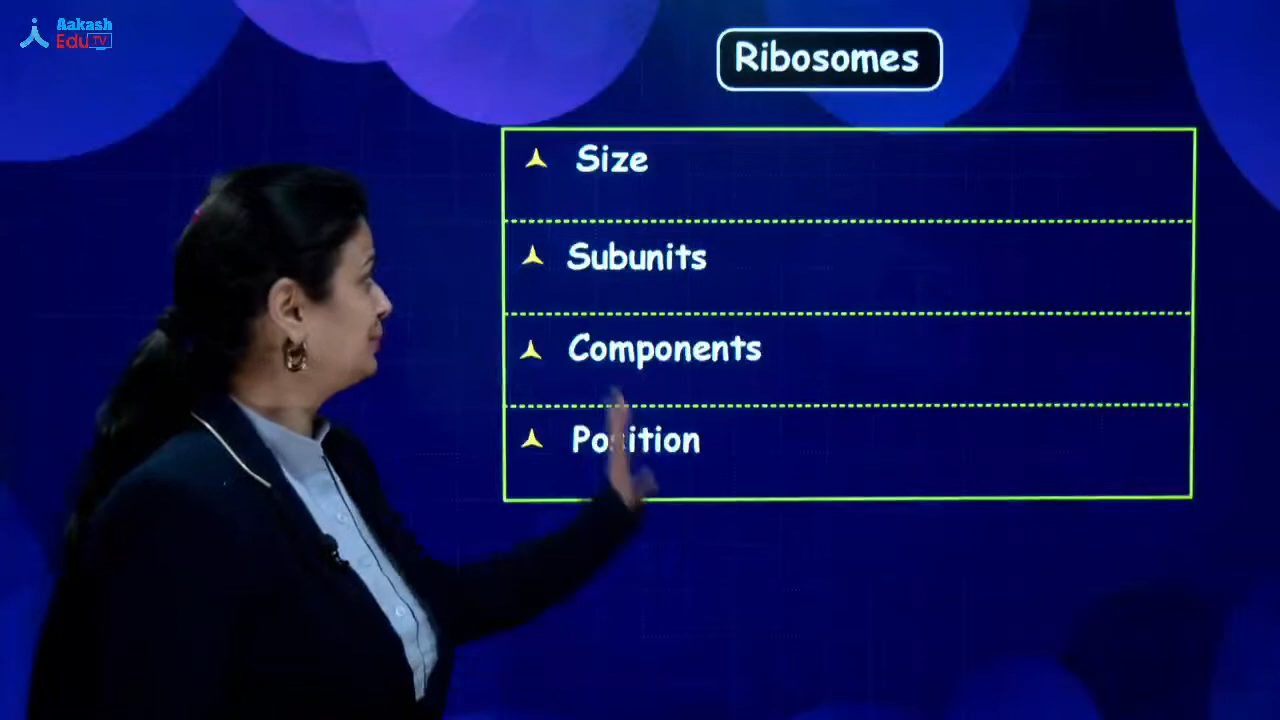 Aakash
EduTV
Ribosomes
Size
Subunits
Components
Position